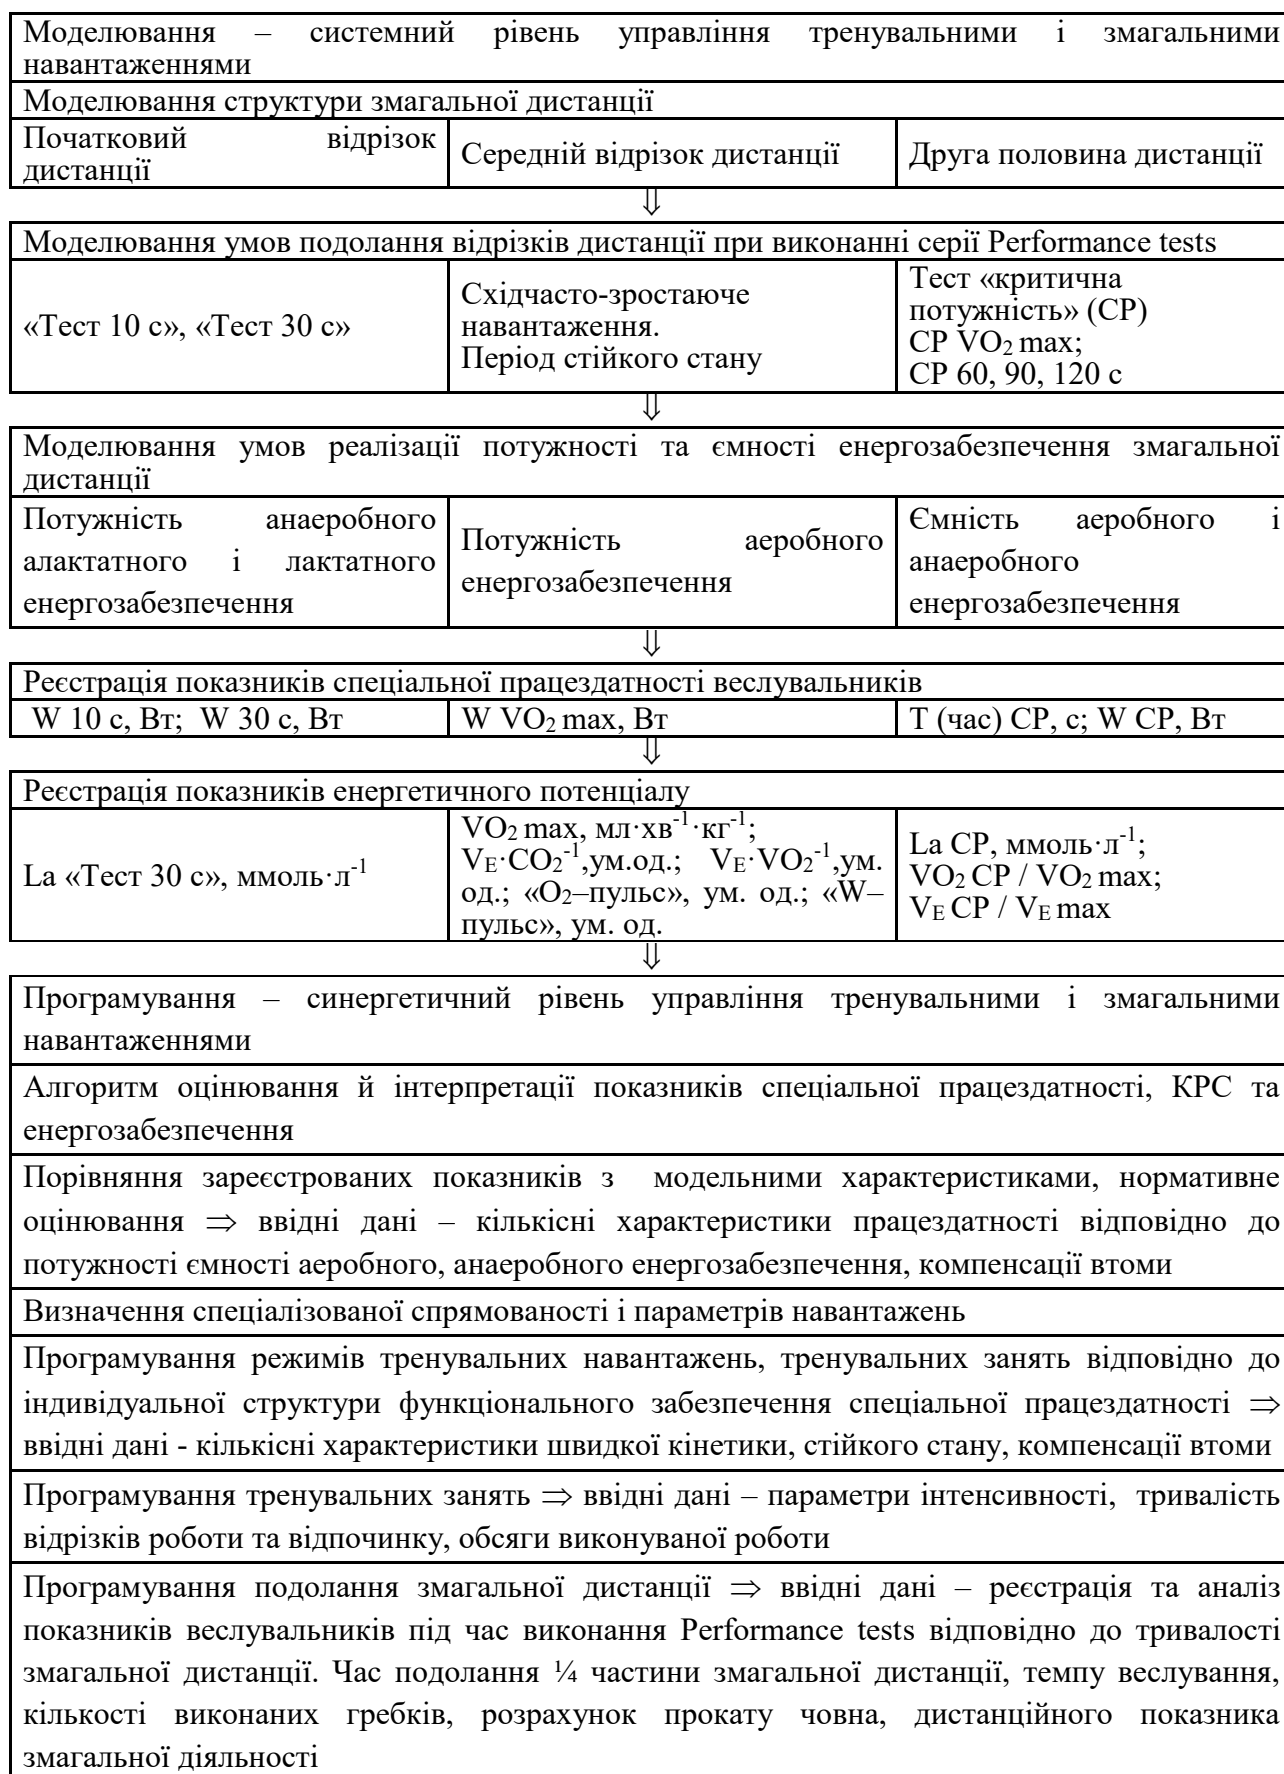 Моделювання – системний рівень управління тренувальними і змагальними
навантаженнями
Моделювання структури змагальної дистанції
Початковий відрізок
дистанції
Середній відрізок дистанції
Друга половина дистанції
⇓
Моделювання умов подолання відрізків дистанції при виконанні серії Performance tests
«Тест 10 с», «Тест 30 с»
Східчасто-зростаюче
навантаження.
Період стійкого стану
Тест «критична
потужність» (СР)
СР VO₂ max;
СР 60, 90, 120 с
⇓
Моделювання умов реалізації потужності та ємності енергозабезпечення змагальної
дистанції
Потужність анаеробного
алактатного і лактатного
енергозабезпечення
Потужність аеробного
енергозабезпечення
Ємність аеробного і
анаеробного
енергозабезпечення
⇓
Реєстрація показників спеціальної працездатності веслувальників
W 10 с, Вт; W 30 с, Вт
W VO₂ max, Вт
Т (час) СР, с; W СР, Вт
⇓
Реєстрація показників енергетичного потенціалу
La «Тест 30 с», ммоль·л⁻¹
VO₂ max, мл·хв⁻¹·кг⁻¹;
V_E·CO₂⁻¹,ум.од.; V_E·VO₂⁻¹,ум.
од.; «О₂–пульс», ум. од.; «W–
пульс», ум. од.
La СР, ммоль·л⁻¹;
VO₂ CP / VO₂ max;
V_E CP / V_E max
⇓
Програмування – синергетичний рівень управління тренувальними і змагальними
навантаженнями
Алгоритм оцінювання й інтерпретації показників спеціальної працездатності, КРС та
енергозабезпечення
Порівняння зареєстрованих показників з модельними характеристиками, нормативне
оцінювання ⇒ ввідні дані – кількісні характеристики працездатності відповідно до
потужності ємності аеробного, анаеробного енергозабезпечення, компенсації втоми
Визначення спеціалізованої спрямованості і параметрів навантажень
Програмування режимів тренувальних навантажень, тренувальних занять відповідно до
індивідуальної структури функціонального забезпечення спеціальної працездатності ⇒
ввідні дані - кількісні характеристики швидкої кінетики, стійкого стану, компенсації втоми
Програмування тренувальних занять ⇒ ввідні дані – параметри інтенсивності, тривалість
відрізків роботи та відпочинку, обсяги виконуваної роботи
Програмування подолання змагальної дистанції ⇒ ввідні дані – реєстрація та аналіз
показників веслувальників під час виконання Performance tests відповідно до тривалості
змагальної дистанції. Час подолання ¼ частини змагальної дистанції, темпу веслування,
кількості виконаних гребків, розрахунок прокату човна, дистанційного показника
змагальної діяльності